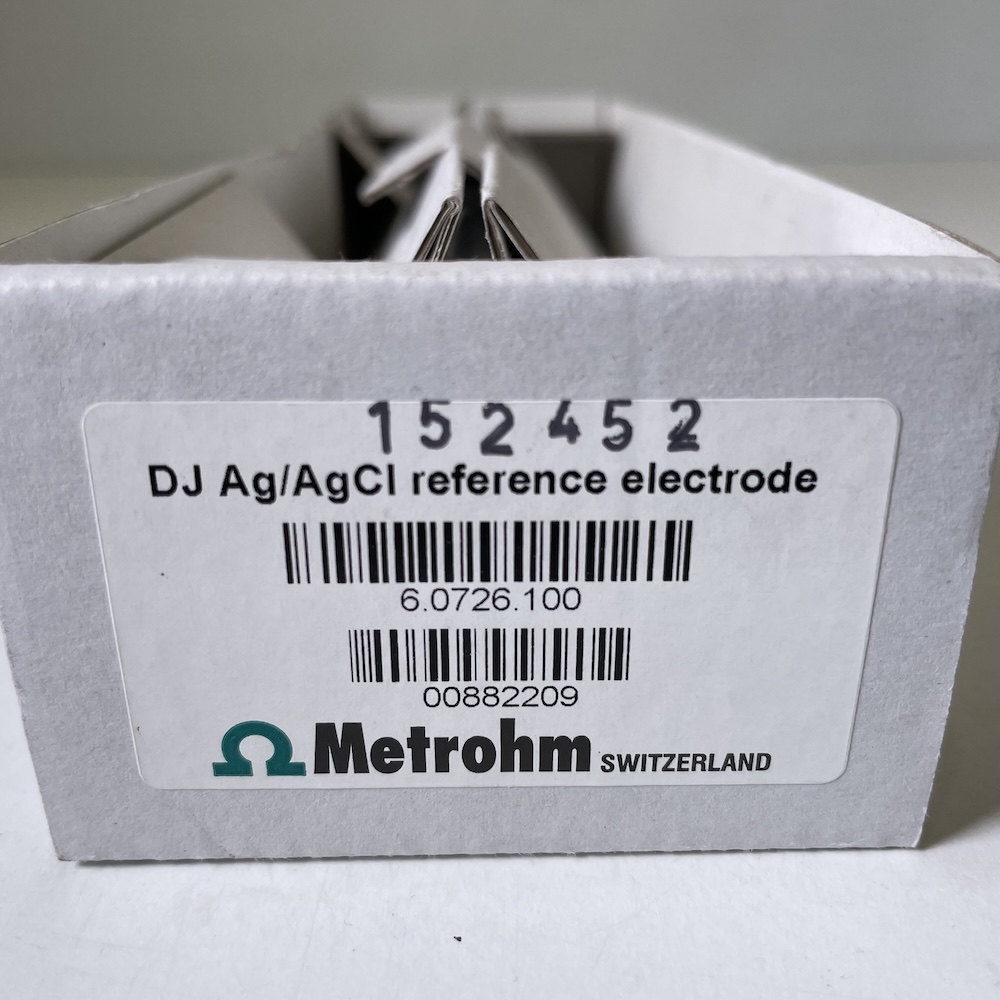 152452
DJ Ag/AgCl reference electrode
6.0726.100
00882209
Metrohm SWITZERLAND